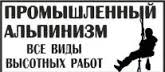 ПРОМЫШЛЕННЫЙ
АЛЬПИНИЗМ
ВСЕ ВИДЫ
ВЫСОТНЫХ РАБОТ